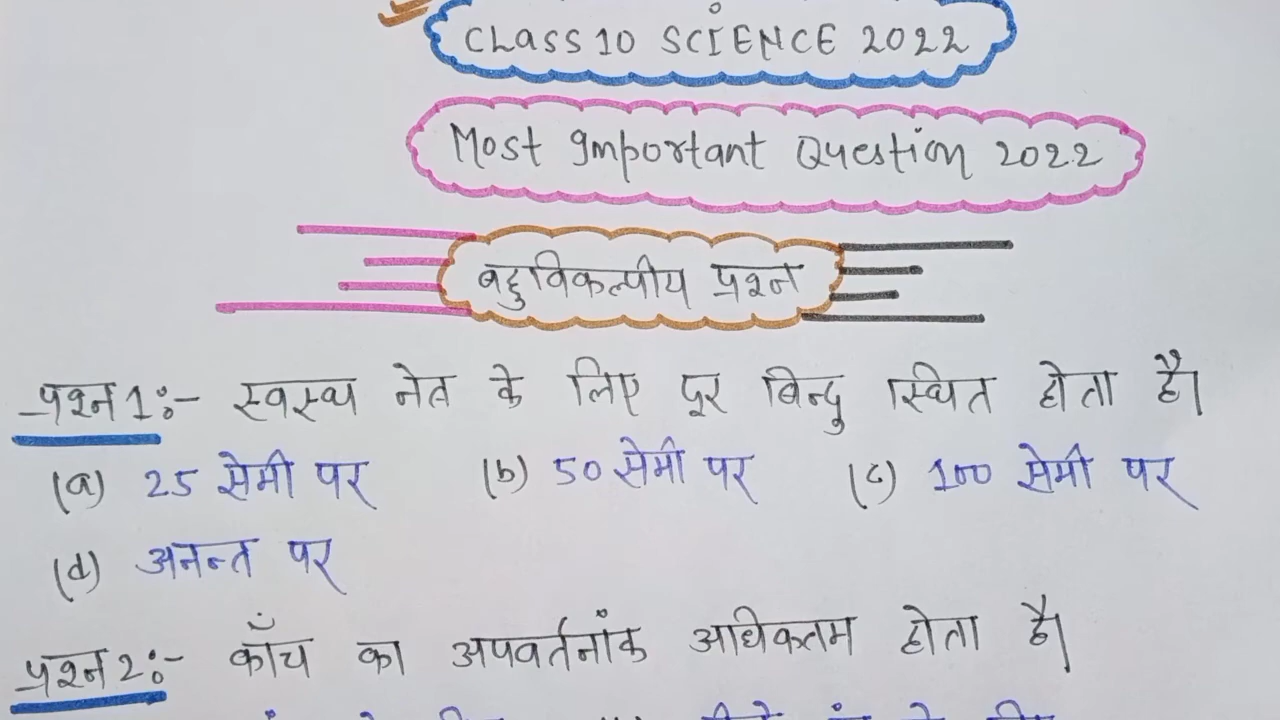 CLASS 10 SCIENCE 2022
Most Important Question 2022
बहुविकल्पीय प्रश्न
प्रश्न 1:- स्वस्थ नेत्र के लिए दूर बिन्दु स्थित होता है।
(a) 25 सेमी पर (b) 50 सेमी पर (c) 100 सेमी पर
(d) अनन्त पर
प्रश्न 2:- काँच का अपवर्तनांक अधिकतम होता है।